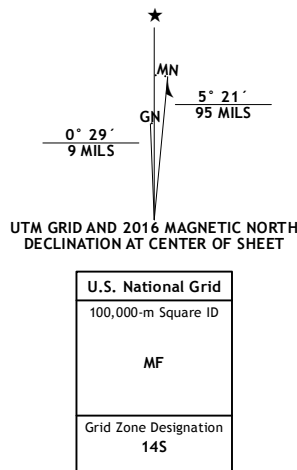 ★
MN
GN
5° 21´
95 MILS
0° 29´
9 MILS
UTM GRID AND 2016 MAGNETIC NORTH
DECLINATION AT CENTER OF SHEET
U.S. National Grid
100,000-m Square ID
MF
Grid Zone Designation
14S